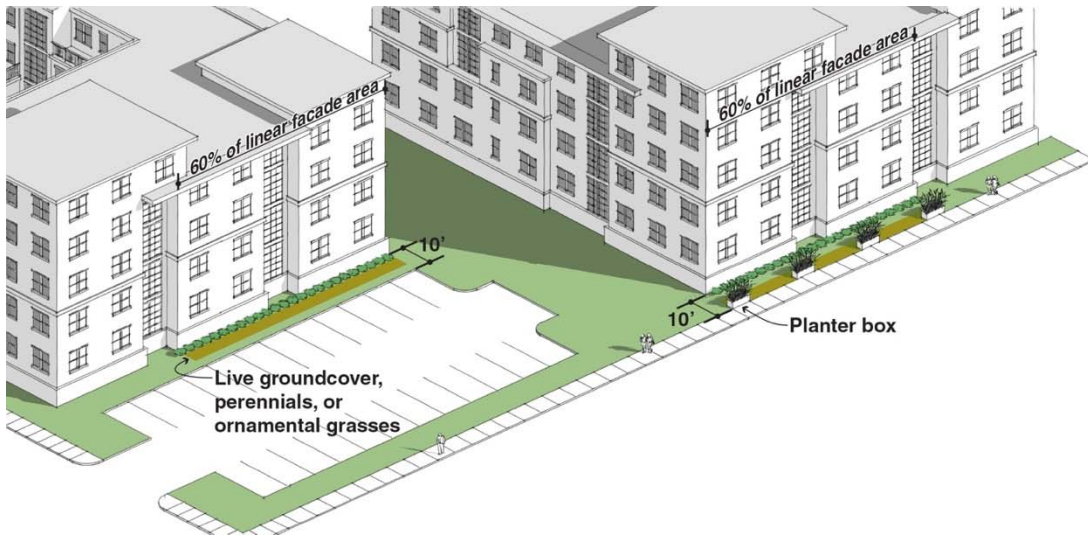 60% of linear facade area
60% of linear facade area
10'
10'
Planter box
Live groundcover,
perennials, or
ornamental grasses